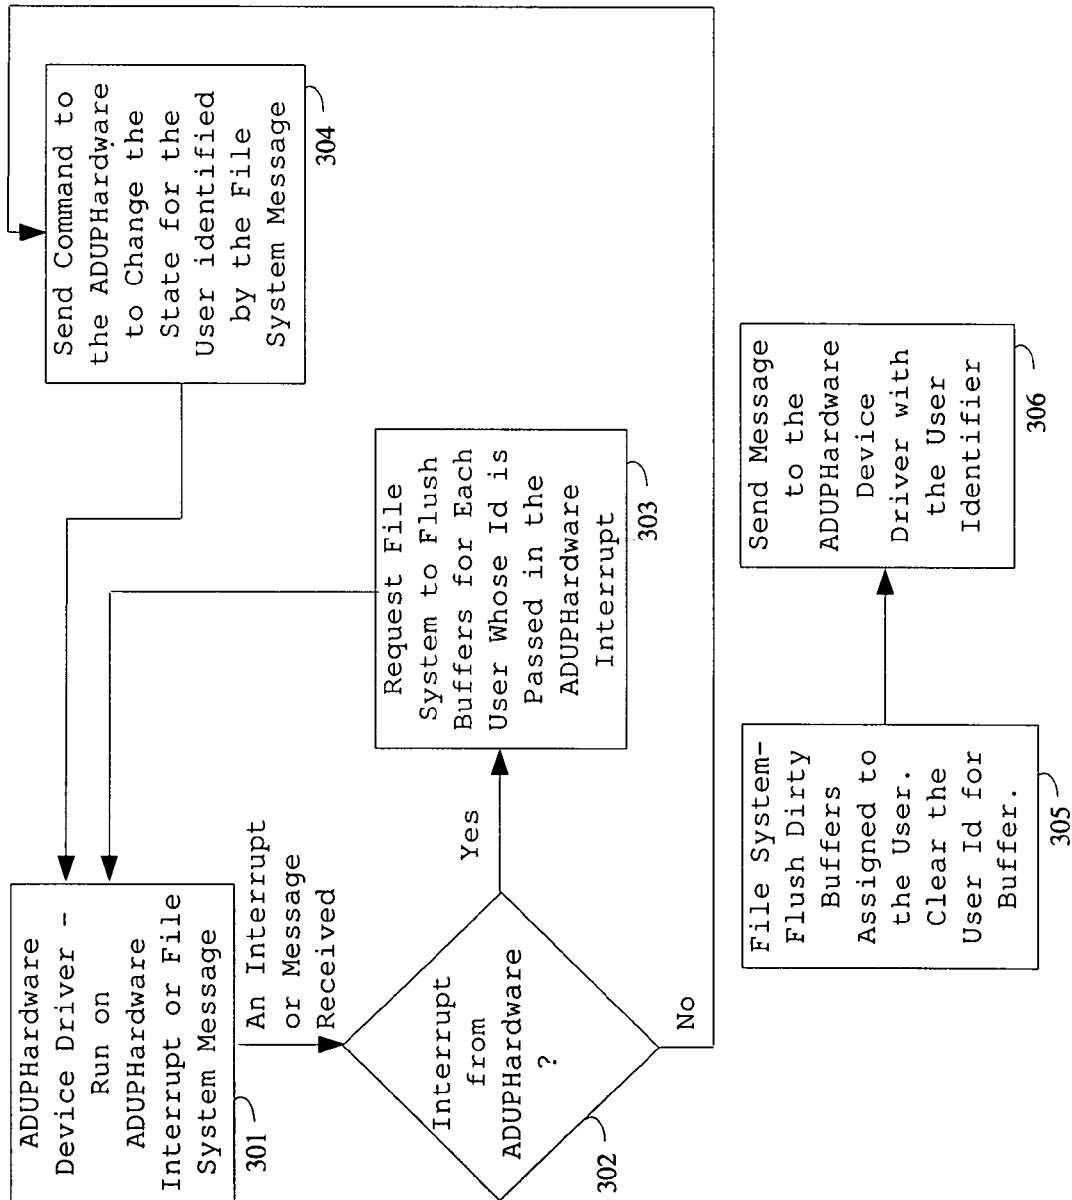 ADUPHardware
Device Driver -
Run on
ADUPHardware
Interrupt or File
System Message
301
An Interrupt
or Message
Received
Interrupt
from
ADUPHardware
?
302
Yes
No
Request File
System to Flush
Buffers for Each
User Whose Id is
Passed in the
ADUPHardware
Interrupt
303
Send Command to
the ADUPHardware
to Change the
State for the
User identified
by the File
System Message
304
File System-
Flush Dirty
Buffers
Assigned to
the User.
Clear the
User Id for
Buffer.
305
Send Message
to the
ADUPHardware
Device
Driver with
the User
Identifier
306